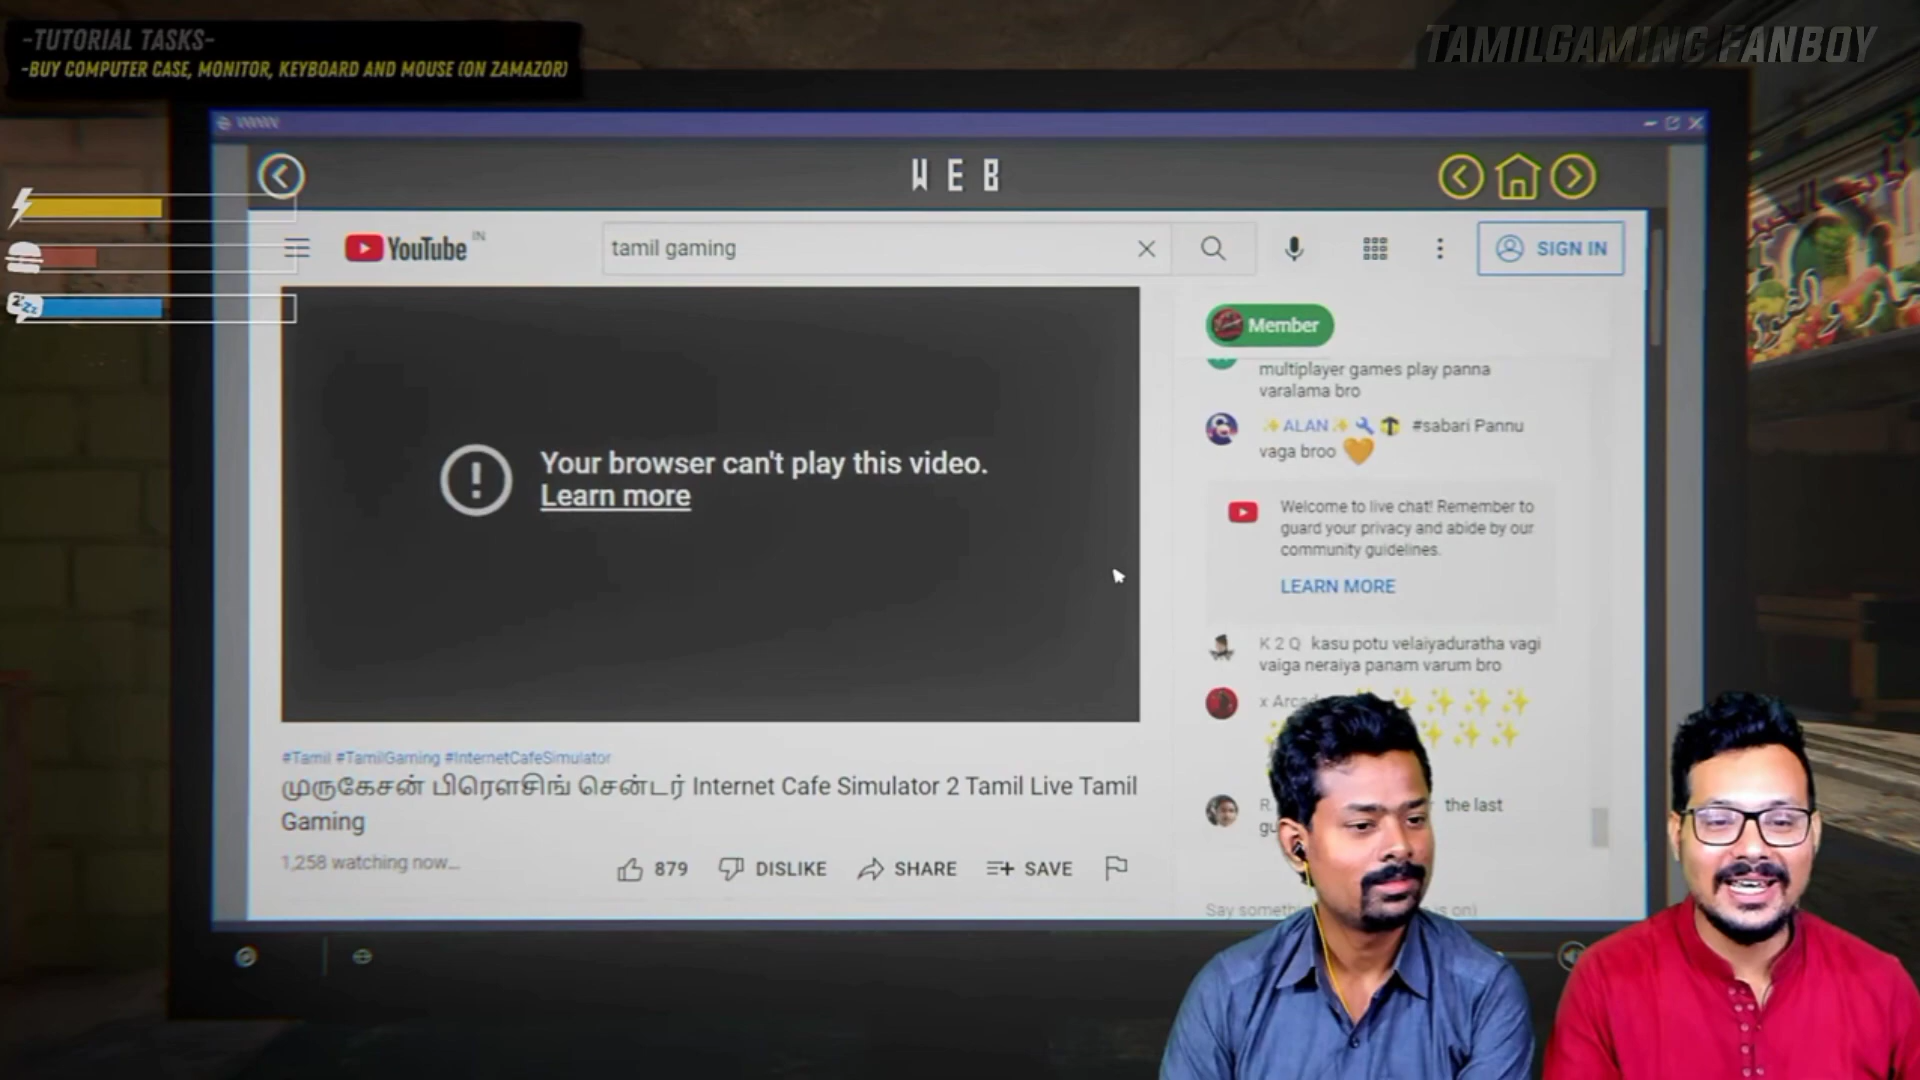 -TUTORIAL TASKS-
-BUY COMPUTER CASE, MONITOR, KEYBOARD AND MOUSE (ON ZAMAZOR)
TAMILGAMING FANBOY
WWW
WEB
YouTube IN
tamil gaming
SIGN IN
Member
multiplayer games play panna
varalama bro
ALAN #sabari Pannu
vaga broo
Your browser can't play this video.
Learn more
Welcome to live chat! Remember to
guard your privacy and abide by our
community guidelines.
LEARN MORE
K 2 Q kasu potu velaiyaduratha vagi
vaiga neraiya panam varum bro
the last
#Tamil #TamilGaming #InternetCafeSimulator
முருகேசன் பிரௌசிங் சென்டர் Internet Cafe Simulator 2 Tamil Live Tamil
Gaming
1,258 watching now...
879 DISLIKE SHARE SAVE
is on)